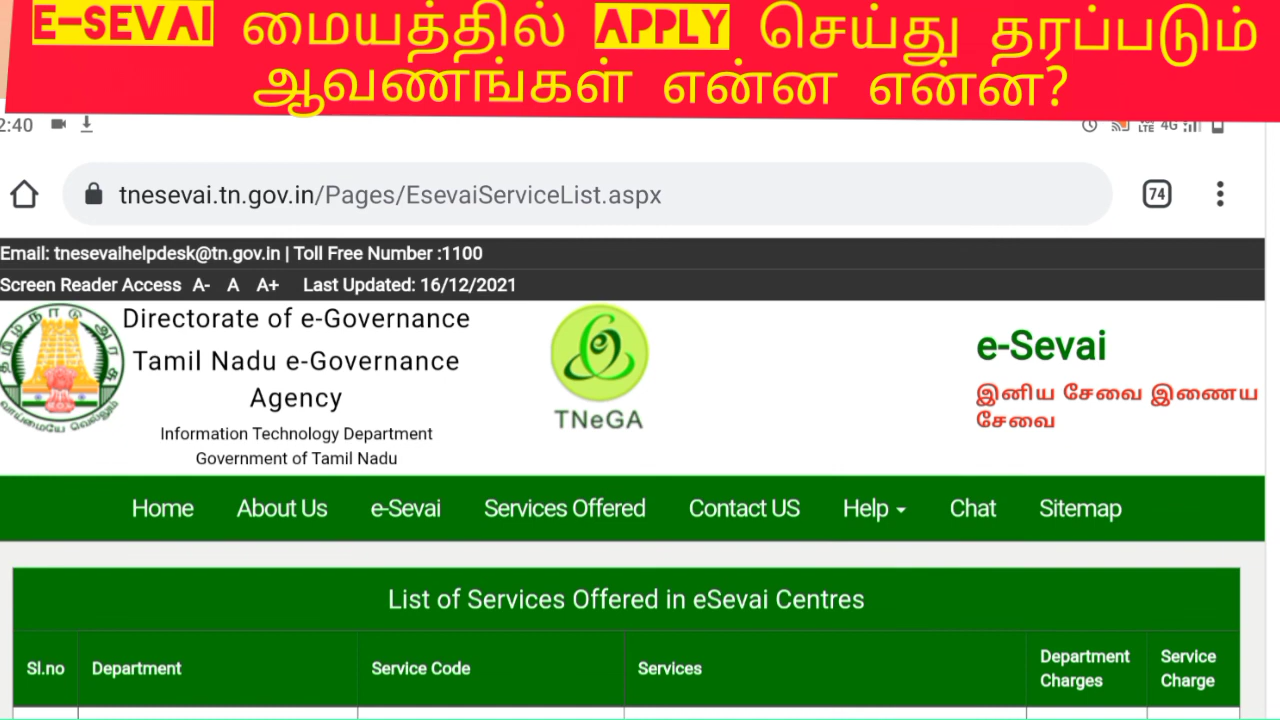 E-SEVAI மையத்தில் APPLY செய்து தரப்படும்
ஆவணங்கள் என்ன என்ன?
2:40
LTE 4G
tnesevai.tn.gov.in/Pages/EsevaiServiceList.aspx
74
Email: tnesevaihelpdesk@tn.gov.in | Toll Free Number :1100
Screen Reader Access A- A A+ Last Updated: 16/12/2021
தமிழ்நாடு அரசு
வாய்மையே வெல்லும்
Directorate of e-Governance
Tamil Nadu e-Governance
Agency
Information Technology Department
Government of Tamil Nadu
TNeGA
e-Sevai
இனிய சேவை இணைய
சேவை
Home About Us e-Sevai Services Offered Contact US Help Chat Sitemap
List of Services Offered in eSevai Centres
Sl.no Department Service Code Services Department Charges Service Charge